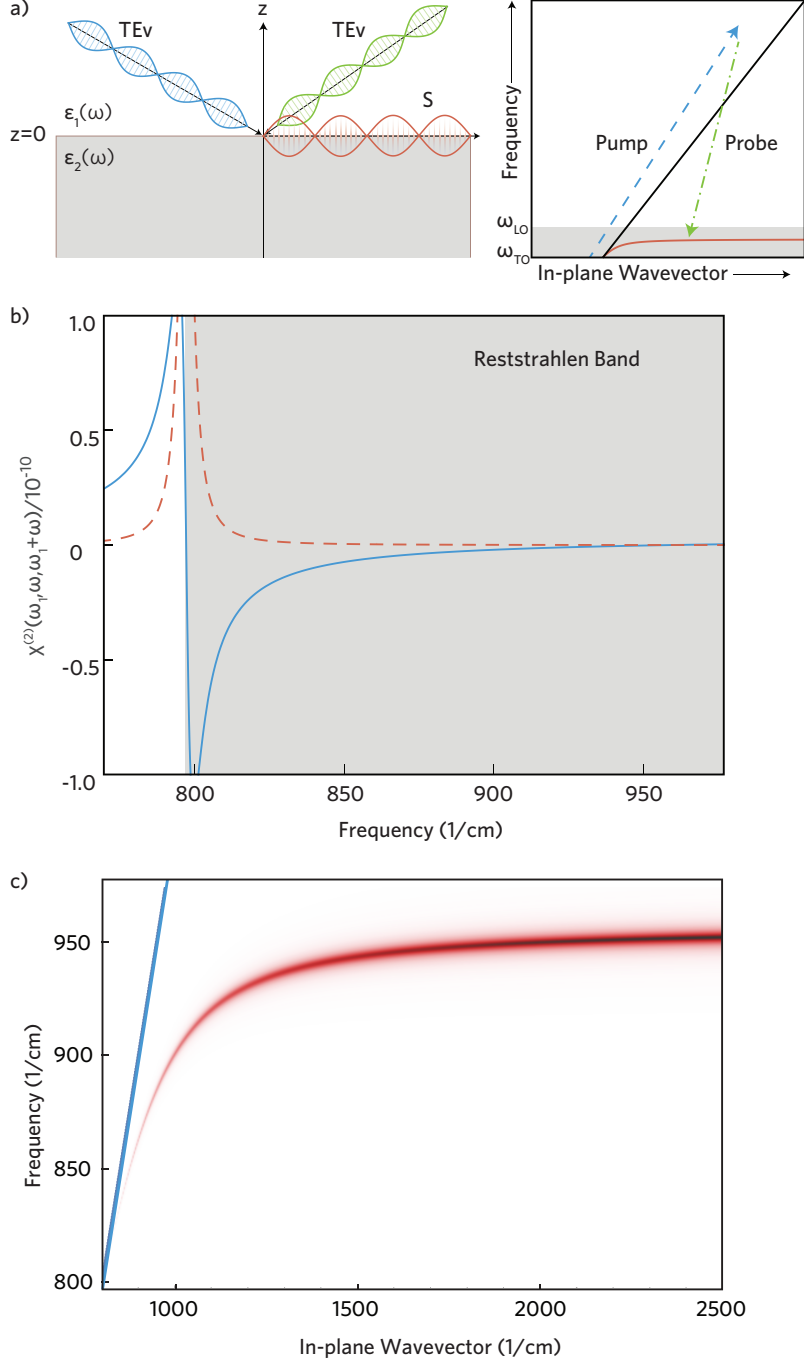 a)
TEv
z
TEv
S
ε₁(ω)
z=0
ε₂(ω)
Frequency
Pump
Probe
ω_LO
ω_TO
In-plane Wavevector
b)
1.0
0.5
0
-0.5
-1.0
χ⁽²⁾(ω₁,ω,ω₁+ω)/10⁻¹⁰
Reststrahlen Band
800
850
900
950
Frequency (1/cm)
c)
950
900
850
800
Frequency (1/cm)
1000
1500
2000
2500
In-plane Wavevector (1/cm)